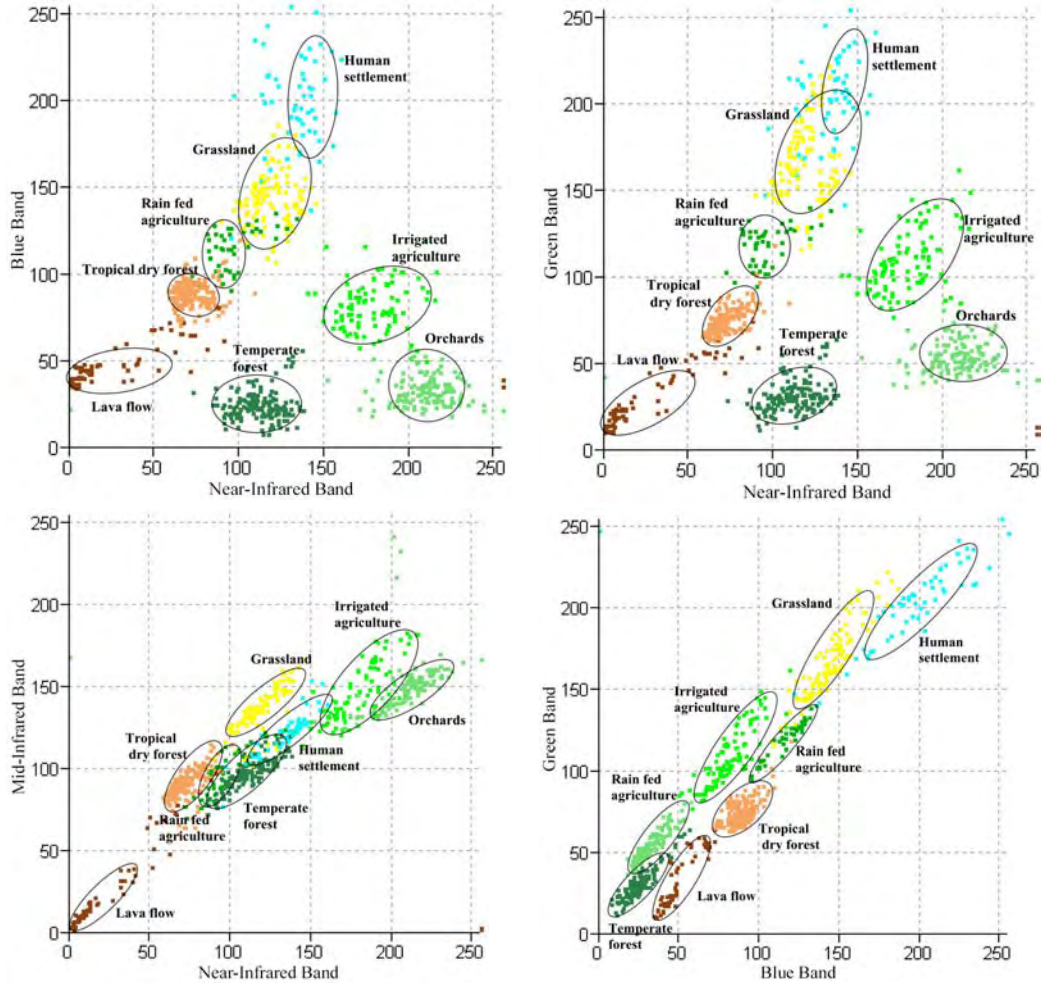 250
200
150
100
50
0
Blue Band
Human
settlement
Grassland
Rain fed
agriculture
Tropical dry forest
Irrigated
agriculture
Temperate
forest
Orchards
Lava flow
0 50 100 150 200 250
Near-Infrared Band
250
200
150
100
50
0
Green Band
Human
settlement
Grassland
Rain fed
agriculture
Irrigated
agriculture
Tropical
dry forest
Temperate
forest
Orchards
Lava flow
0 50 100 150 200 250
Near-Infrared Band
250
200
150
100
50
0
Mid-Infrared Band
Irrigated
agriculture
Grassland
Tropical
dry forest
Orchards
Human
settlement
Rain fed
agriculture
Temperate
forest
Lava flow
0 50 100 150 200 250
Near-Infrared Band
250
200
150
100
50
0
Green Band
Grassland
Human
settlement
Irrigated
agriculture
Rain fed
agriculture
Rain fed
agriculture
Tropical
dry forest
Lava flow
Temperate
forest
0 50 100 150 200 250
Blue Band